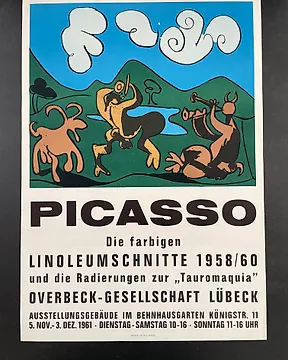 PICASSO
Die farbigen
LINOLEUMSCHNITTE 1958/60
und die Radierungen zur „Tauromaquia"
OVERBECK-GESELLSCHAFT LÜBECK
AUSSTELLUNGSGEBÄUDE IM BEHNHAUSGARTEN KÖNIGSTR. 11
5. NOV. - 3. DEZ. 1961 · DIENSTAG - SAMSTAG 10-16 · SONNTAG 11-16 UHR